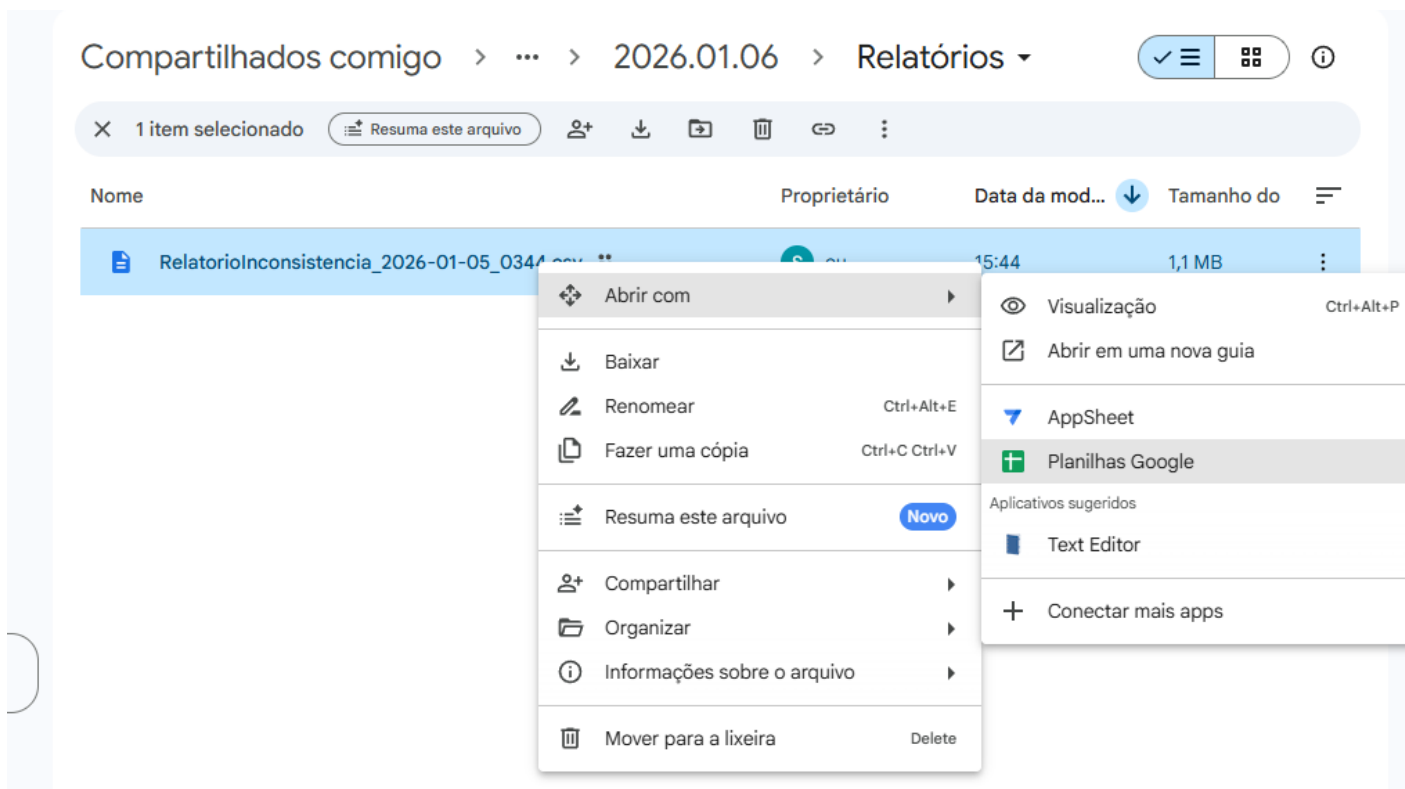 Compartilhados comigo > ... > 2026.01.06 > Relatórios
1 item selecionado Resuma este arquivo
Nome Proprietário Data da mod... Tamanho do
RelatorioInconsistencia_2026-01-05_0344.csv 15:44 1,1 MB
Abrir com
Baixar
Renomear Ctrl+Alt+E
Fazer uma cópia Ctrl+C Ctrl+V
Resuma este arquivo Novo
Compartilhar
Organizar
Informações sobre o arquivo
Mover para a lixeira Delete
Visualização Ctrl+Alt+P
Abrir em uma nova guia
AppSheet
Planilhas Google
Aplicativos sugeridos
Text Editor
Conectar mais apps